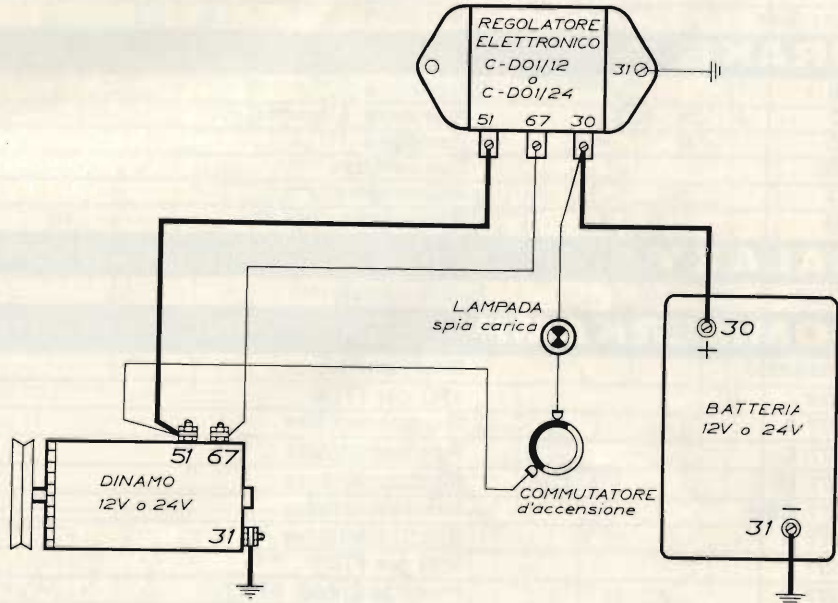 REGOLATORE
ELETTRONICO
C-D01/12
o
C-D01/24
31
51 67 30
LAMPADA
spia carica
30
+
BATTERIA
12V o 24V
51 67
DINAMO
12V o 24V
31
COMMUTATORE
d'accensione
−
31